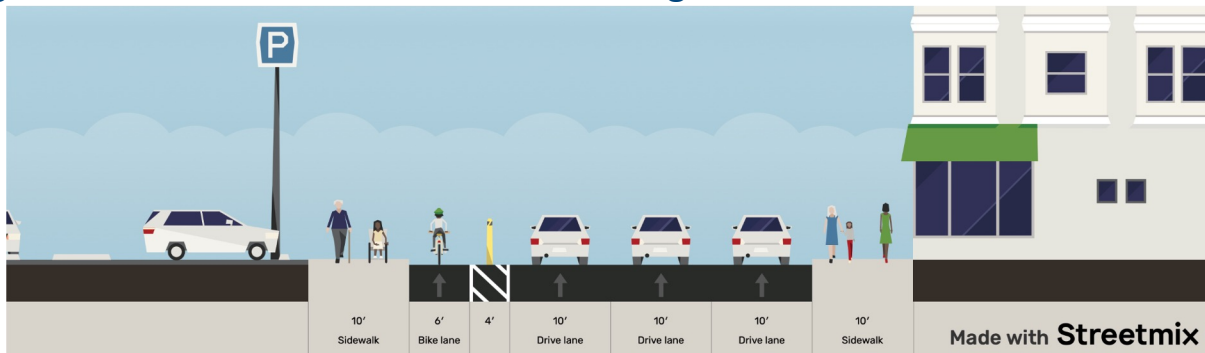 P
10' 6' 4' 10' 10' 10' 10'
Sidewalk Bike lane Drive lane Drive lane Drive lane Sidewalk
Made with Streetmix